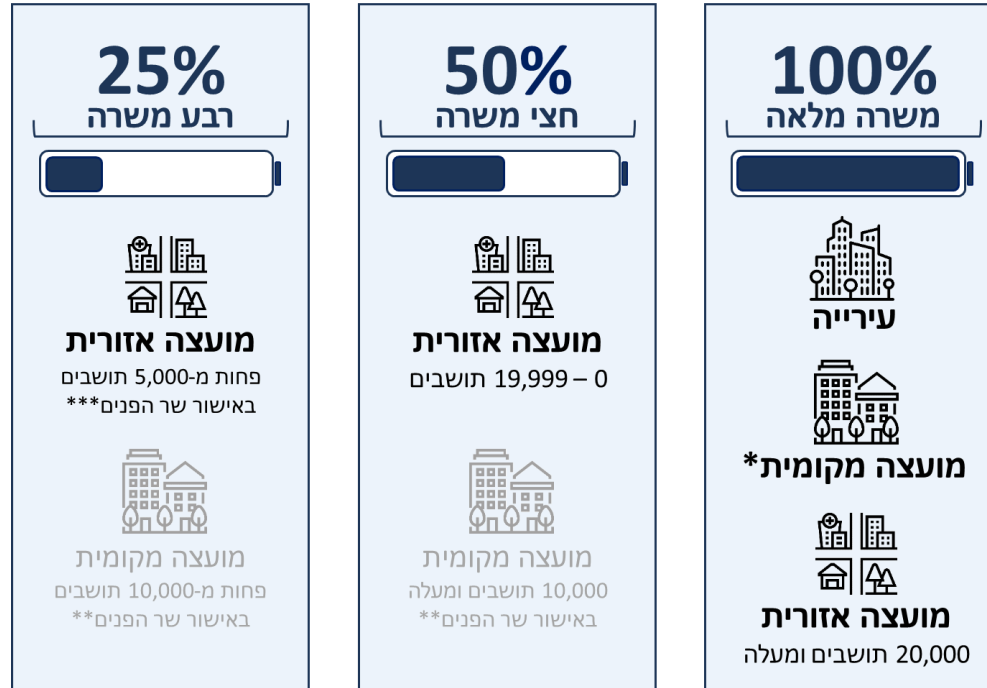 100%
משרה מלאה
עירייה
מועצה מקומית*
מועצה אזורית
20,000 תושבים ומעלה
50%
חצי משרה
מועצה אזורית
0 – 19,999 תושבים
מועצה מקומית
10,000 תושבים ומעלה
באישור שר הפנים**
25%
רבע משרה
מועצה אזורית
פחות מ-5,000 תושבים
באישור שר הפנים***
מועצה מקומית
פחות מ-10,000 תושבים
באישור שר הפנים**